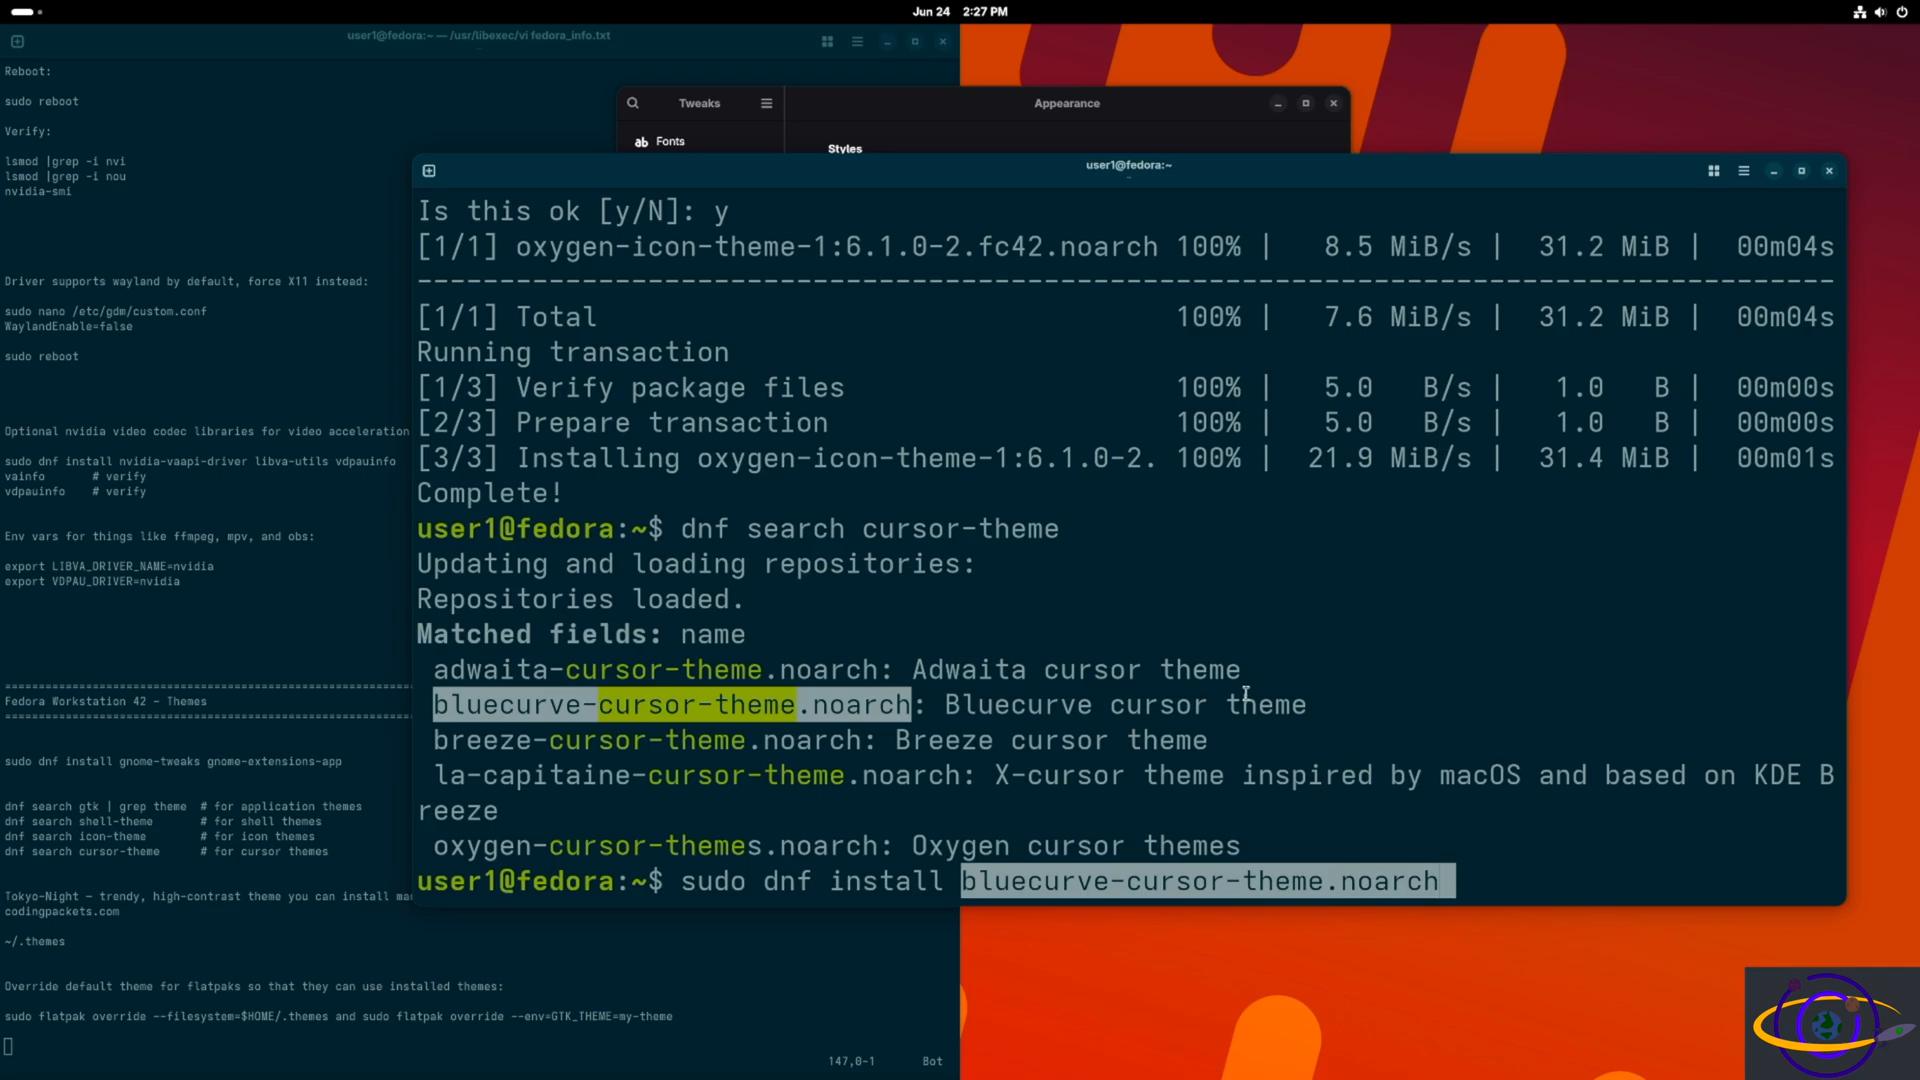 Jun 24 2:27 PM
user1@fedora:~ — /usr/libexec/vi fedora_info.txt
Reboot:
sudo reboot
Verify:
lsmod |grep -i nvi
lsmod |grep -i nou
nvidia-smi
Driver supports wayland by default, force X11 instead:
sudo nano /etc/gdm/custom.conf
WaylandEnable=false
sudo reboot
Optional nvidia video codec libraries for video acceleration
sudo dnf install nvidia-vaapi-driver libva-utils vdpauinfo
vainfo # verify
vdpauinfo # verify
Env vars for things like ffmpeg, mpv, and obs:
export LIBVA_DRIVER_NAME=nvidia
export VDPAU_DRIVER=nvidia
Fedora Workstation 42 - Themes
sudo dnf install gnome-tweaks gnome-extensions-app
dnf search gtk | grep theme # for application themes
dnf search shell-theme # for shell themes
dnf search icon-theme # for icon themes
dnf search cursor-theme # for cursor themes
Tokyo-Night — trendy, high-contrast theme you can install ma
codingpackets.com
~/.themes
Override default theme for flatpaks so that they can use installed themes:
sudo flatpak override --filesystem=$HOME/.themes and sudo flatpak override --env=GTK_THEME=my-theme
147,0-1 Bot
Tweaks
Appearance
ab Fonts
Styles
user1@fedora:~
Is this ok [y/N]: y
[1/1] oxygen-icon-theme-1:6.1.0-2.fc42.noarch 100% | 8.5 MiB/s | 31.2 MiB | 00m04s
--------------------------------------------------------------------------------------
[1/1] Total 100% | 7.6 MiB/s | 31.2 MiB | 00m04s
Running transaction
[1/3] Verify package files 100% | 5.0 B/s | 1.0 B | 00m00s
[2/3] Prepare transaction 100% | 5.0 B/s | 1.0 B | 00m00s
[3/3] Installing oxygen-icon-theme-1:6.1.0-2. 100% | 21.9 MiB/s | 31.4 MiB | 00m01s
Complete!
user1@fedora:~$ dnf search cursor-theme
Updating and loading repositories:
Repositories loaded.
Matched fields: name
adwaita-cursor-theme.noarch: Adwaita cursor theme
bluecurve-cursor-theme.noarch: Bluecurve cursor theme
breeze-cursor-theme.noarch: Breeze cursor theme
la-capitaine-cursor-theme.noarch: X-cursor theme inspired by macOS and based on KDE B
reeze
oxygen-cursor-themes.noarch: Oxygen cursor themes
user1@fedora:~$ sudo dnf install bluecurve-cursor-theme.noarch